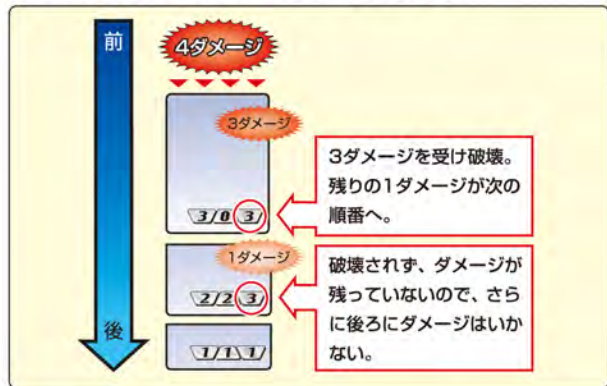 前
4ダメージ
3ダメージ
3/0 3/
3ダメージを受け破壊。
残りの1ダメージが次の
順番へ。
1ダメージ
2/2 3/
破壊されず、ダメージが
残っていないので、さら
に後ろにダメージはいか
ない。
1/1 1/
後